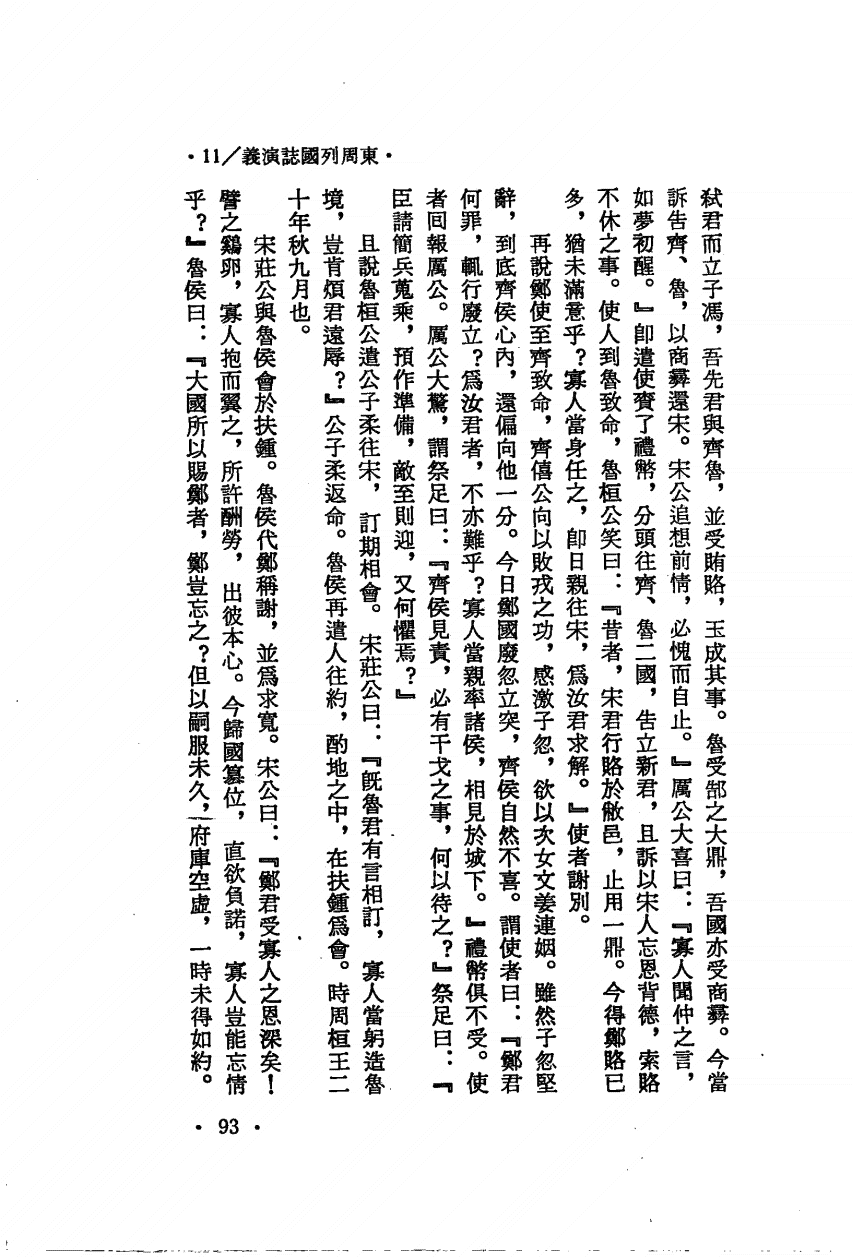 •東周列國誌演義／11•
弒君而立子馮，吾先君與齊魯，並受賄賂，玉成其事。魯受郜之大鼎，吾國亦受商彝。今當
訴告齊、魯，以商彝還宋。宋公追想前情，必愧而自止。』厲公大喜曰：『寡人聞仲之言，
如夢初醒。』卽遣使賫了禮幣，分頭往齊、魯二國，告立新君，且訴以宋人忘恩背德，索賂
不休之事。使人到魯致命，魯桓公笑曰：『昔者，宋君行賂於敝邑，止用一鼎。今得鄭賂已
多，猶未滿意乎？寡人當身任之，卽日親往宋，爲汝君求解。』使者謝別。
再說鄭使至齊致命，齊僖公向以敗戎之功，感激子忽，欲以次女文姜連姻。雖然子忽堅
辭，到底齊侯心內，還偏向他一分。今日鄭國廢忽立突，齊侯自然不喜。謂使者曰：『鄭君
何罪，輒行廢立？爲汝君者，不亦難乎？寡人當親率諸侯，相見於城下。』禮幣俱不受。使
者回報厲公。厲公大驚，謂祭足曰：『齊侯見責，必有干戈之事，何以待之？』祭足曰：『
臣請簡兵蒐乘，預作準備，敵至則迎，又何懼焉？』
且說魯桓公遣公子柔往宋，訂期相會。宋莊公曰：『旣魯君有言相訂，寡人當躬造魯
境，豈肯煩君遠辱？』公子柔返命。魯侯再遣人往約，酌地之中，在扶鍾爲會。時周桓王二
十年秋九月也。
宋莊公與魯侯會於扶鍾。魯侯代鄭稱謝，並爲求寬。宋公曰：『鄭君受寡人之恩深矣！
譬之鷄卵，寡人抱而翼之，所許酬勞，出彼本心。今歸國篡位，直欲負諾，寡人豈能忘情
乎？』魯侯曰：『大國所以賜鄭者，鄭豈忘之？但以嗣服未久，府庫空虛，一時未得如約。
•93•